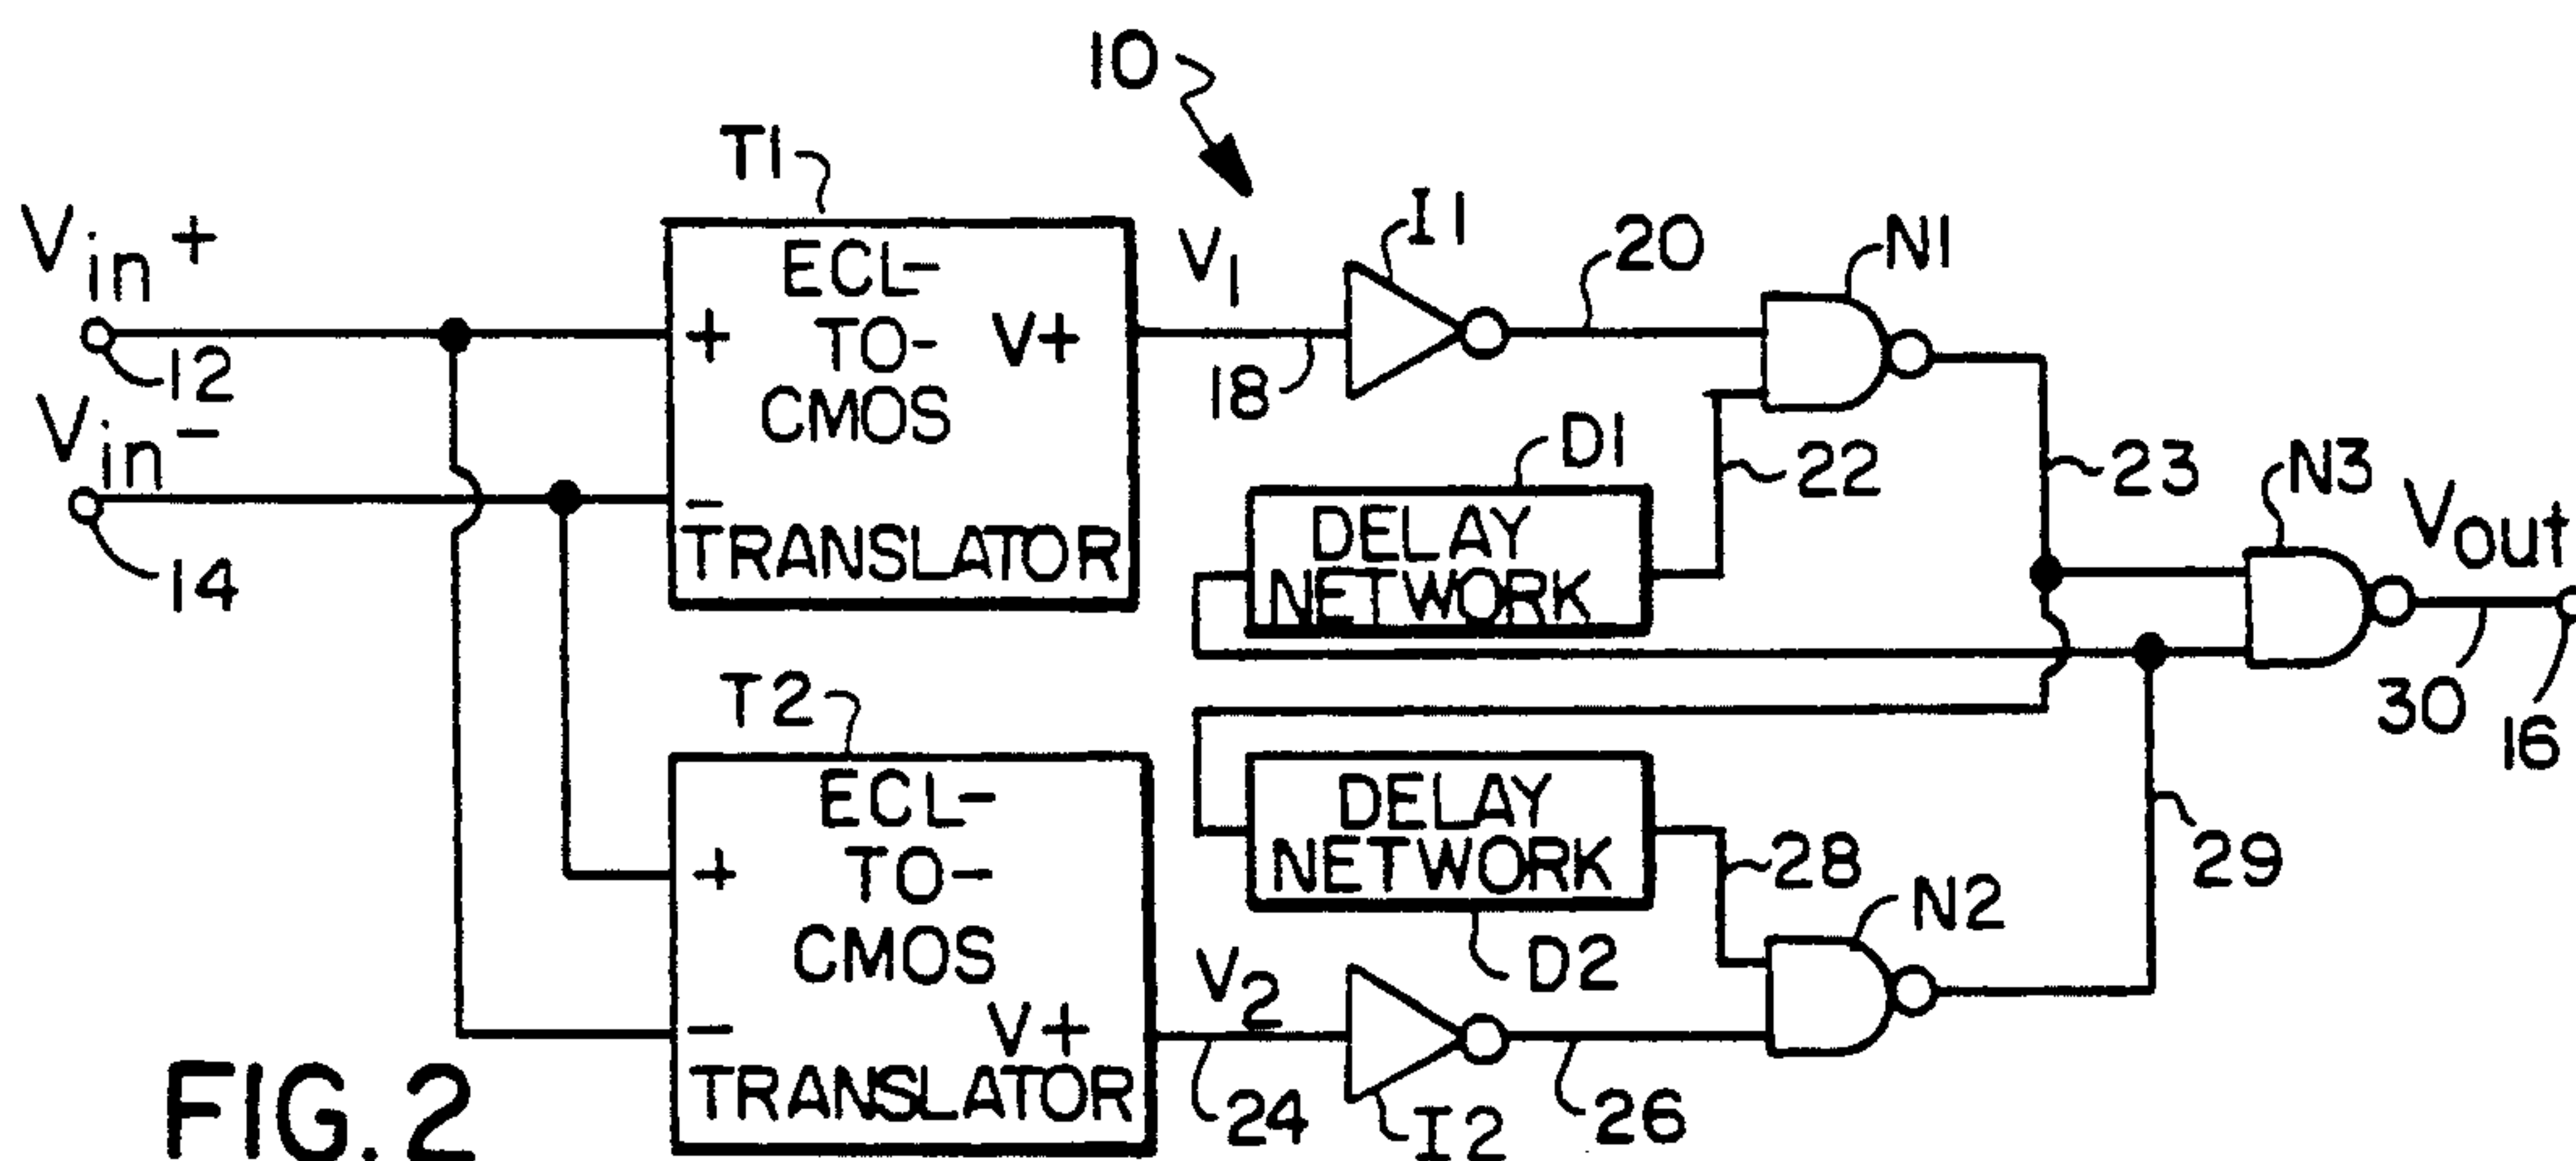 10
T1
Vin+
12
Vin-
14
ECL-
TO-
CMOS
TRANSLATOR
+
-
V+
V1
18
I1
20
N1
D1
DELAY
NETWORK
22
23
N3
Vout
30
16
T2
ECL-
TO-
CMOS
TRANSLATOR
+
-
V+
DELAY
NETWORK
D2
28
N2
29
V2
24
I2
26
FIG. 2